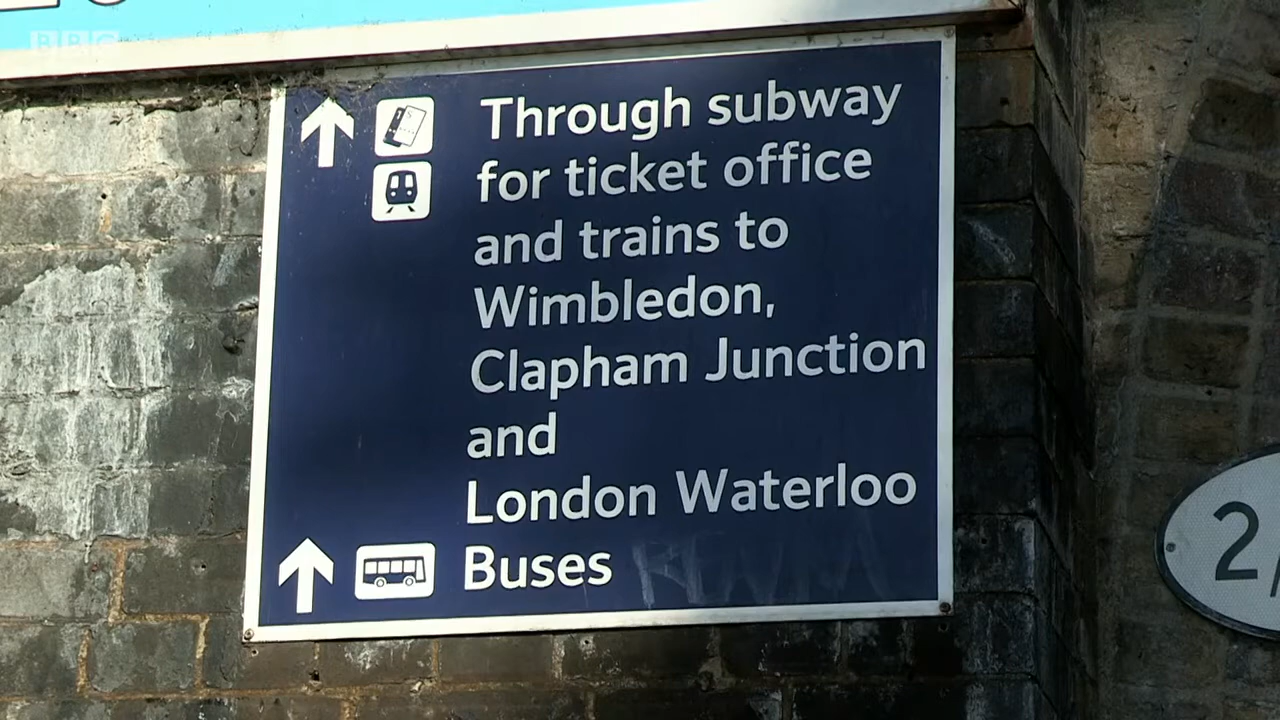 BBC
Through subway
for ticket office
and trains to
Wimbledon,
Clapham Junction
and
London Waterloo
Buses
2/